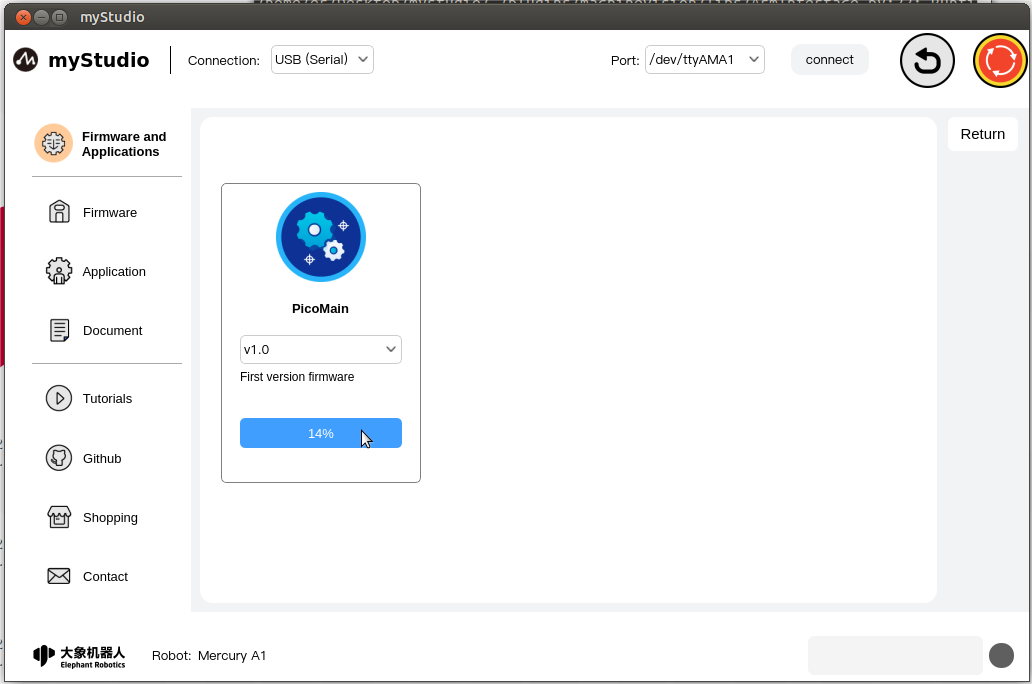 myStudio
myStudio
Connection:
USB (Serial)
Port:
/dev/ttyAMA1
connect
Firmware and
Applications
Return
Firmware
Application
Document
Tutorials
Github
Shopping
Contact
PicoMain
v1.0
First version firmware
14%
大象机器人
Elephant Robotics
Robot: Mercury A1